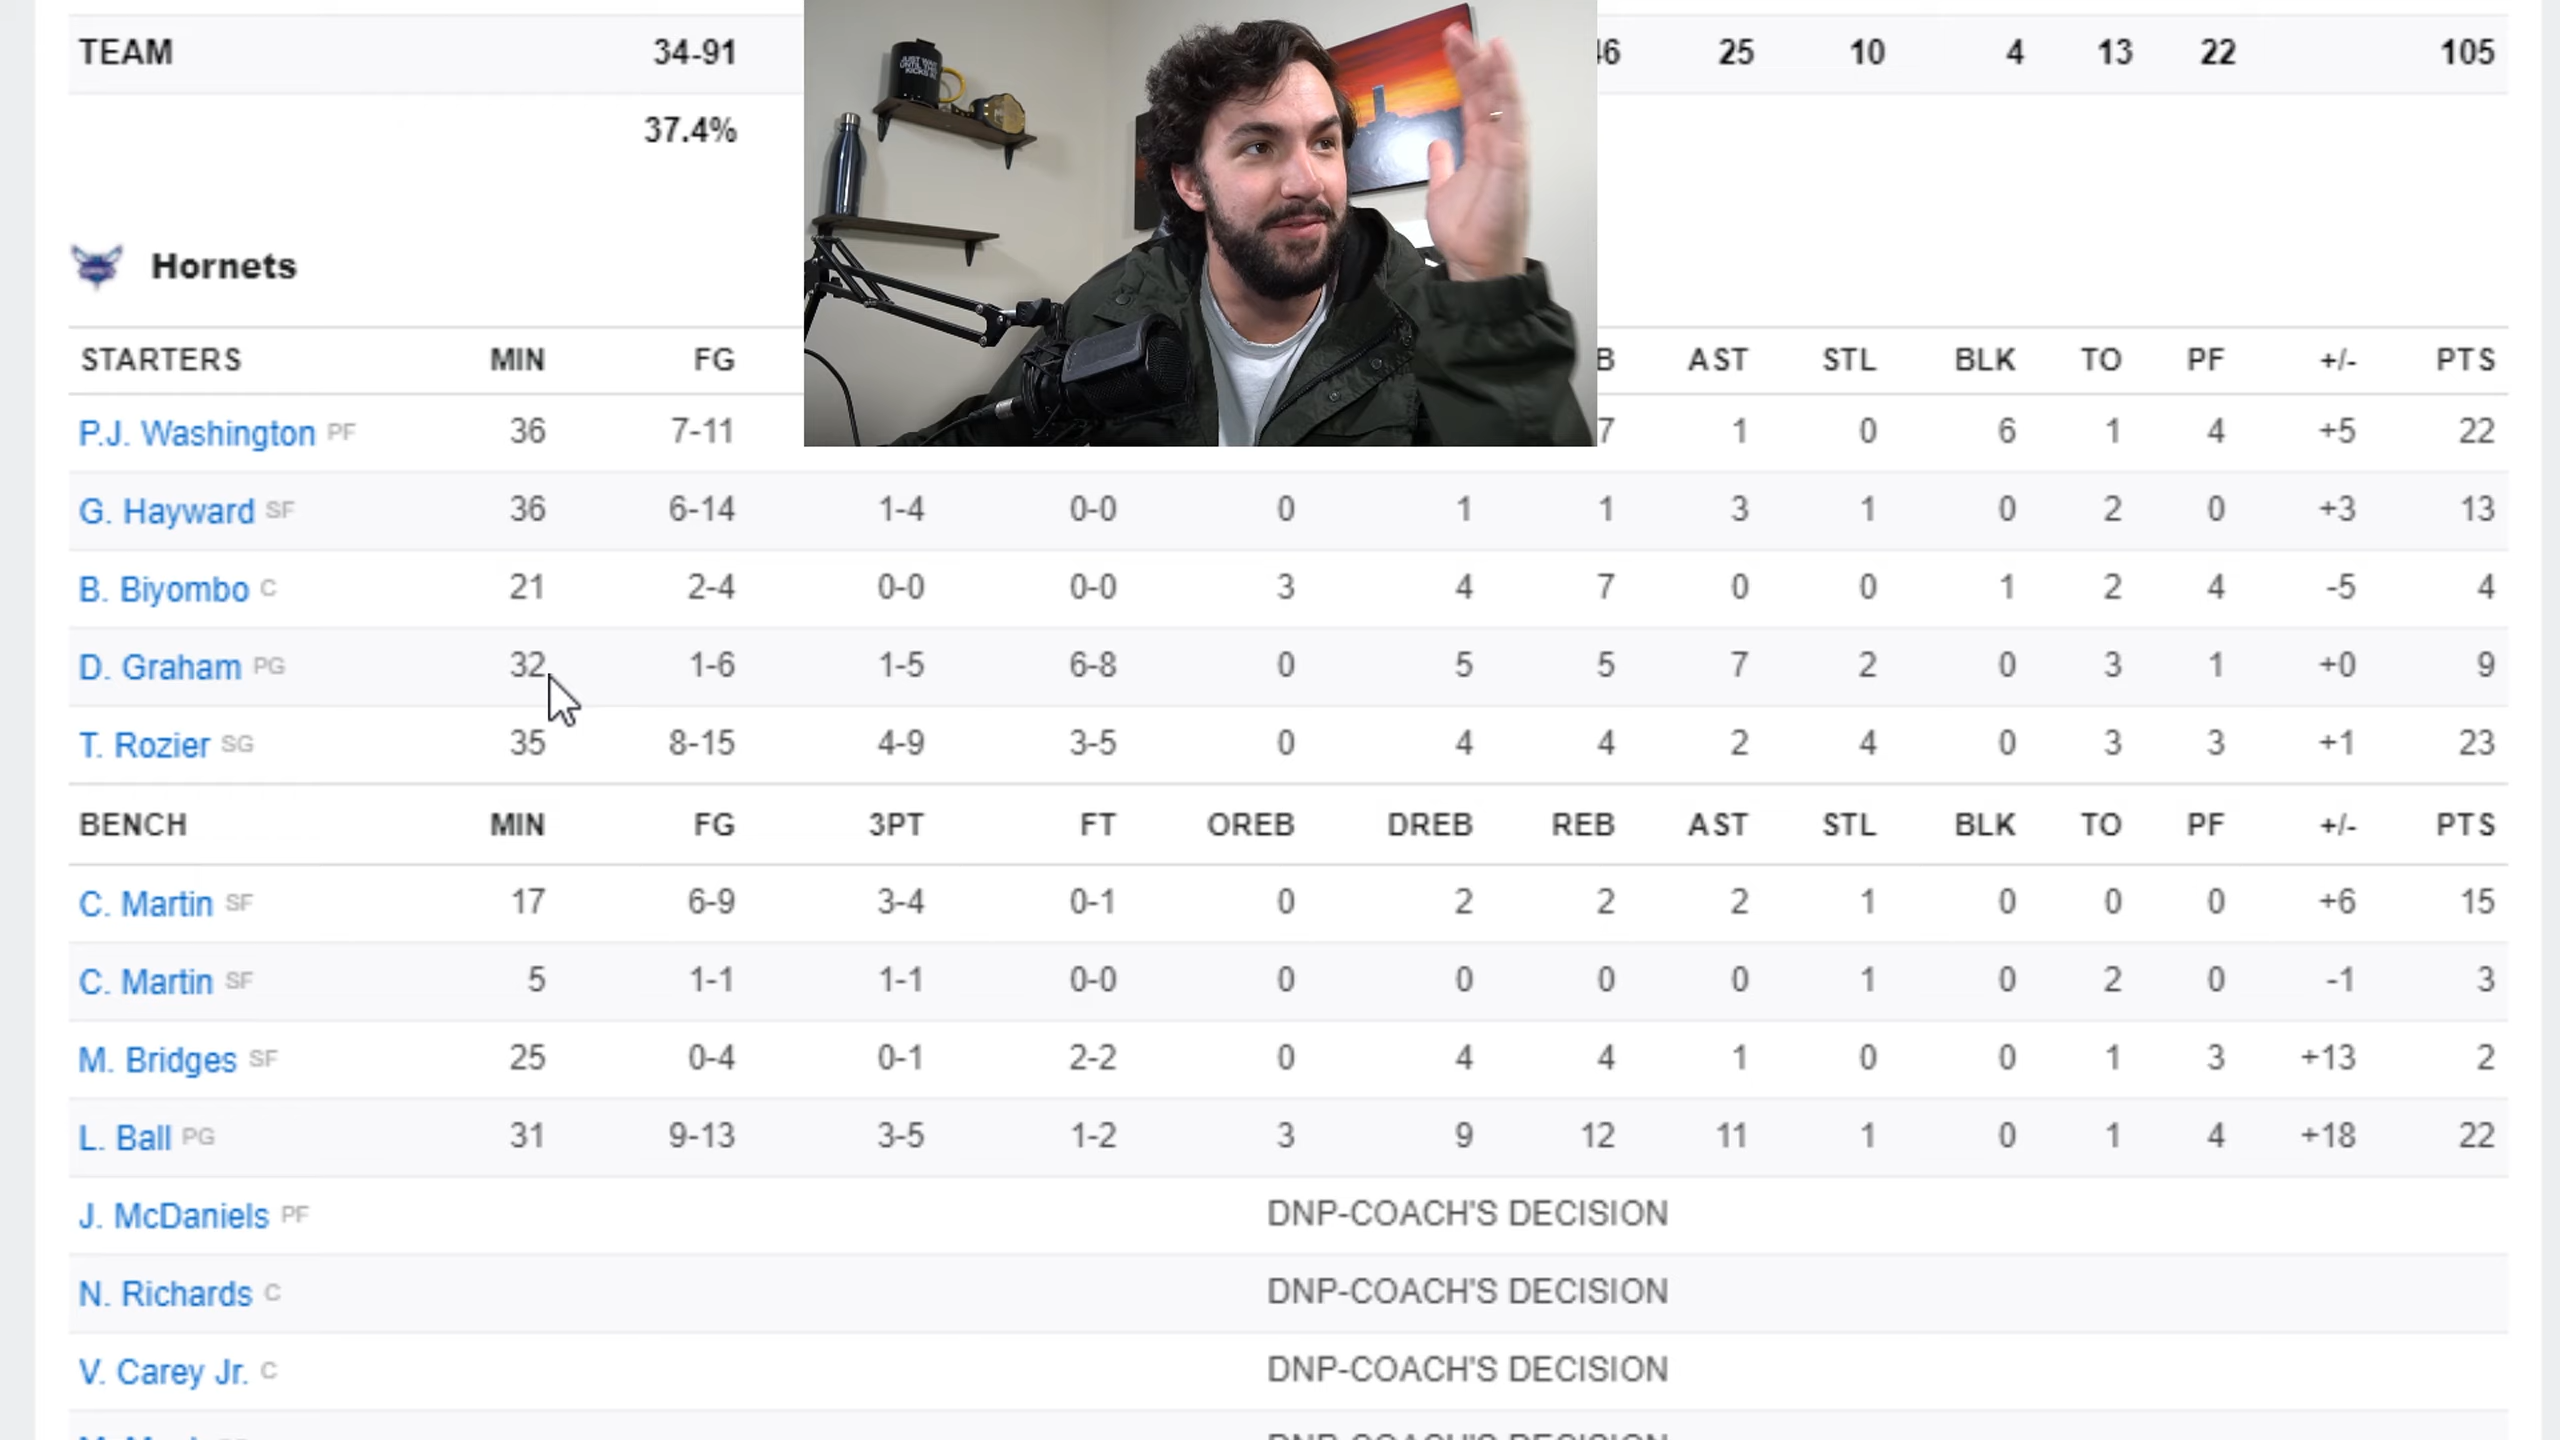 TEAM 34-91 46 25 10 4 13 22 105
37.4%
JUST WAIT UNTIL THIS KICKS IN
Hornets
STARTERS MIN FG B AST STL BLK TO PF +/- PTS
P.J. Washington PF 36 7-11 7 1 0 6 1 4 +5 22
G. Hayward SF 36 6-14 1-4 0-0 0 1 1 3 1 0 2 0 +3 13
B. Biyombo C 21 2-4 0-0 0-0 3 4 7 0 0 1 2 4 -5 4
D. Graham PG 32 1-6 1-5 6-8 0 5 5 7 2 0 3 1 +0 9
T. Rozier SG 35 8-15 4-9 3-5 0 4 4 2 4 0 3 3 +1 23
BENCH MIN FG 3PT FT OREB DREB REB AST STL BLK TO PF +/- PTS
C. Martin SF 17 6-9 3-4 0-1 0 2 2 2 1 0 0 0 +6 15
C. Martin SF 5 1-1 1-1 0-0 0 0 0 0 1 0 2 0 -1 3
M. Bridges SF 25 0-4 0-1 2-2 0 4 4 1 0 0 1 3 +13 2
L. Ball PG 31 9-13 3-5 1-2 3 9 12 11 1 0 1 4 +18 22
J. McDaniels PF DNP-COACH'S DECISION
N. Richards C DNP-COACH'S DECISION
V. Carey Jr. C DNP-COACH'S DECISION
DNP-COACH'S DECISION